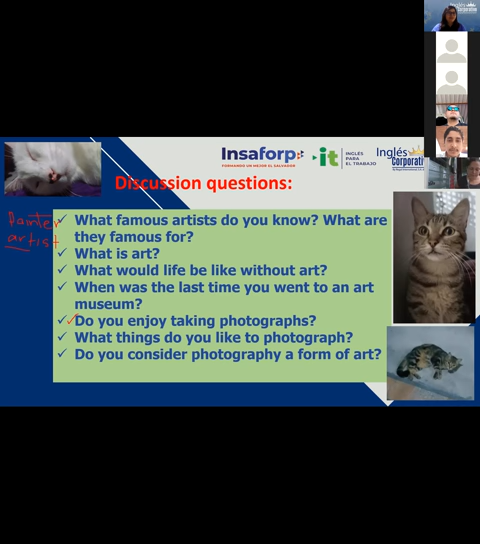 Inglés
Corporativo
Insaforp
FORMANDO UN MEJOR EL SALVADOR
it
INGLÉS
PARA
EL TRABAJO
Inglés
Corporativ
Discussion questions:
Painter
artist
✓ What famous artists do you know? What are
they famous for?
✓ What is art?
✓ What would life be like without art?
✓ When was the last time you went to an art
museum?
✓ Do you enjoy taking photographs?
✓ What things do you like to photograph?
✓ Do you consider photography a form of art?